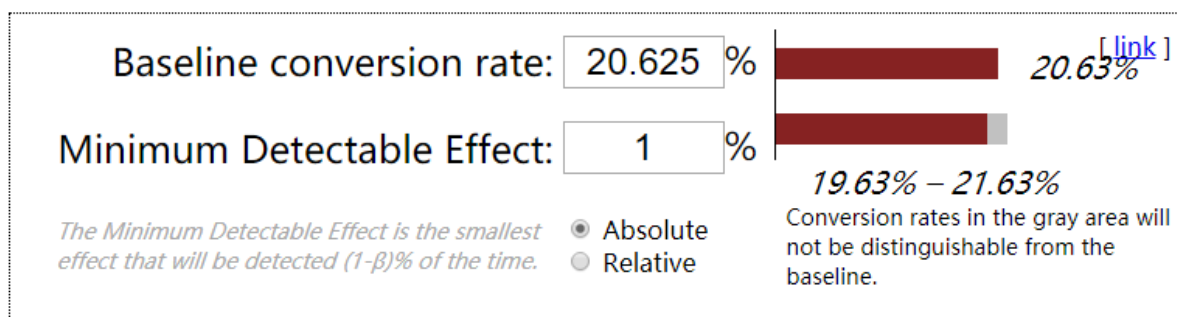 Baseline conversion rate: 20.625 %
[ link ]
20.63%
Minimum Detectable Effect: 1 %
19.63% – 21.63%
The Minimum Detectable Effect is the smallest
effect that will be detected (1-β)% of the time.
Absolute
Relative
Conversion rates in the gray area will
not be distinguishable from the
baseline.